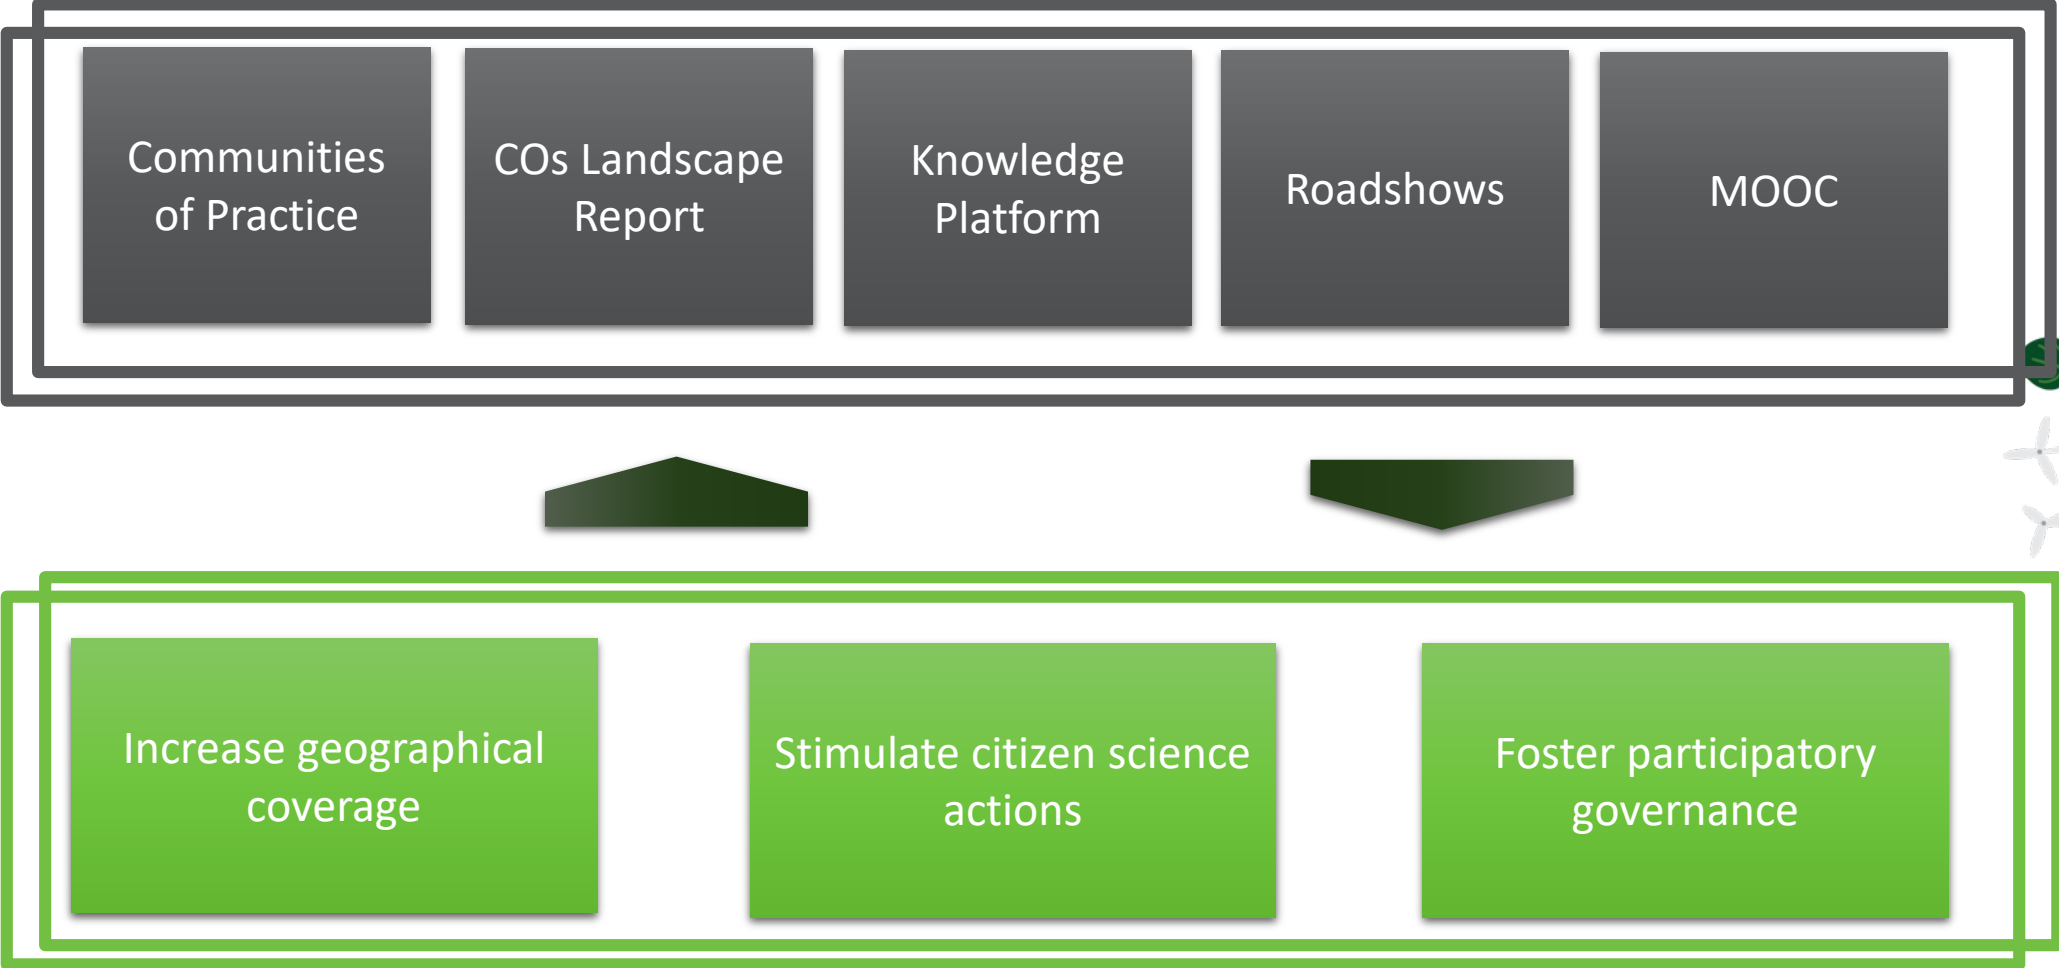 Communities
of Practice
COs Landscape
Report
Knowledge
Platform
Roadshows
MOOC
Increase geographical
coverage
Stimulate citizen science
actions
Foster participatory
governance